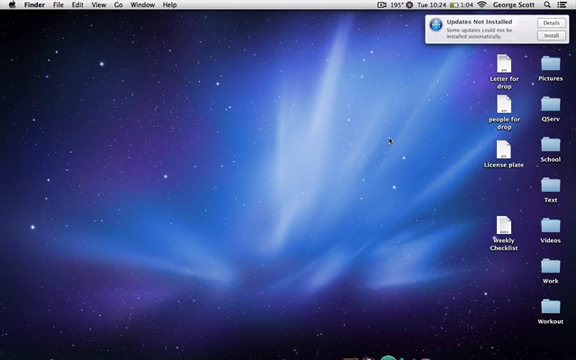 Finder File Edit View Go Window Help 195° Tue 10:24 1:04 George Scott
Updates Not Installed
Some updates could not be
installed automatically.
Details
Install
Letter for
drop
Pictures
people for
drop
QServ
License plate
School
Text
Weekly
Checklist
Videos
Work
Workout